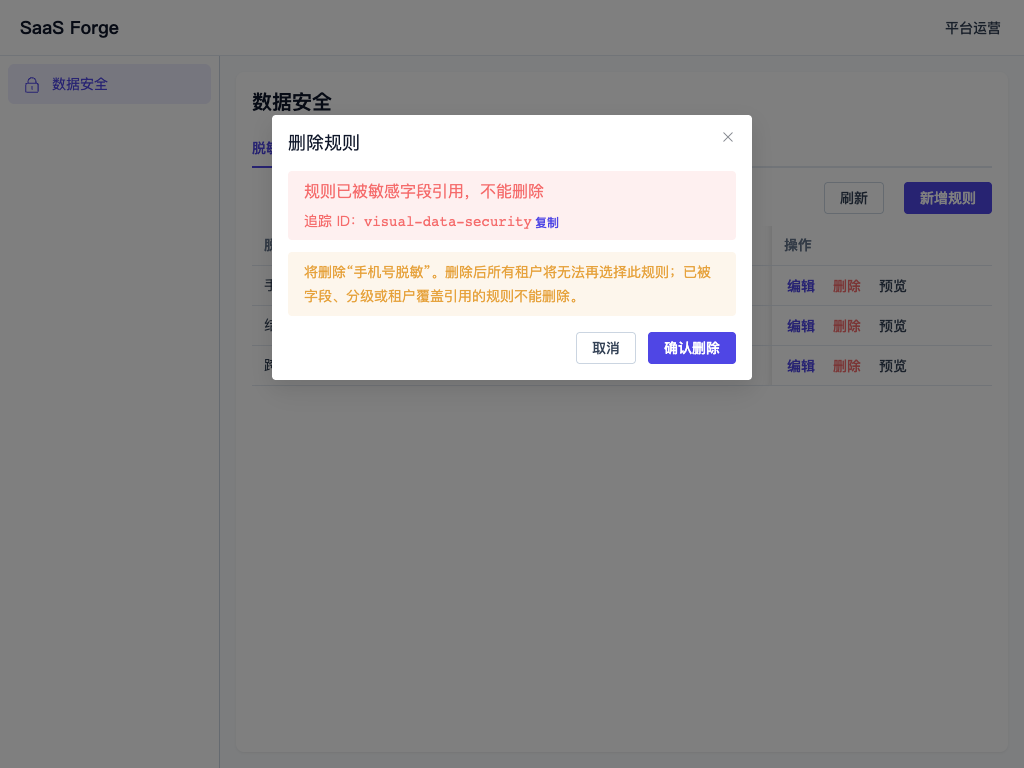 SaaS Forge
平台运营
数据安全
数据安全
脱敏
删除规则
规则已被敏感字段引用，不能删除
追踪 ID：visual-data-security 复制
将删除“手机号脱敏”。删除后所有租户将无法再选择此规则；已被
字段、分级或租户覆盖引用的规则不能删除。
取消
确认删除
刷新
新增规则
操作
编辑 删除 预览
编辑 删除 预览
编辑 删除 预览